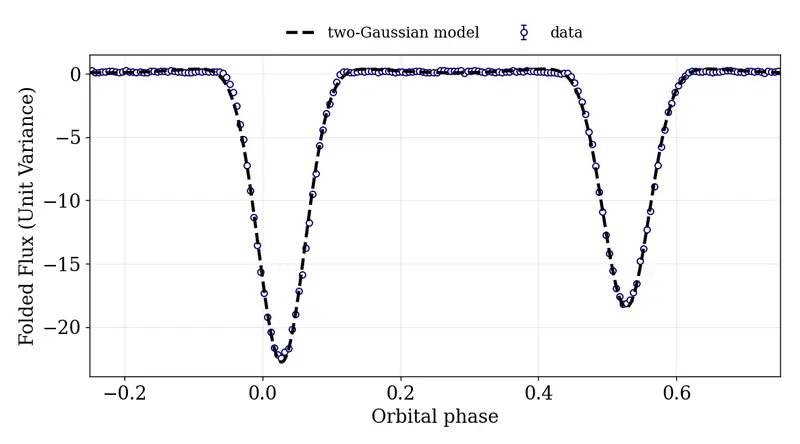 two-Gaussian model data
0
−5
−10
−15
−20
Folded Flux (Unit Variance)
−0.2 0.0 0.2 0.4 0.6
Orbital phase